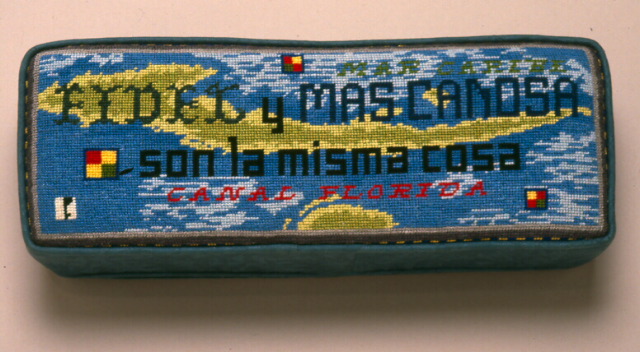 MAR CARIBE
FIDEL y MAS CANOSA
son la misma cosa
CANAL FLORIDA